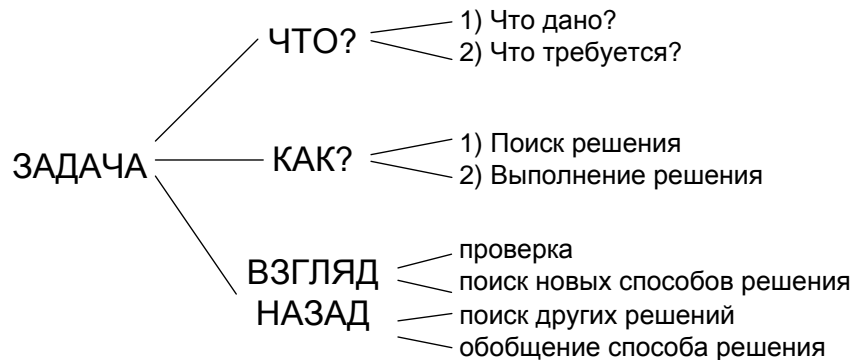 ЗАДАЧА
ЧТО?
1) Что дано?
2) Что требуется?
КАК?
1) Поиск решения
2) Выполнение решения
ВЗГЛЯД
НАЗАД
проверка
поиск новых способов решения
поиск других решений
обобщение способа решения